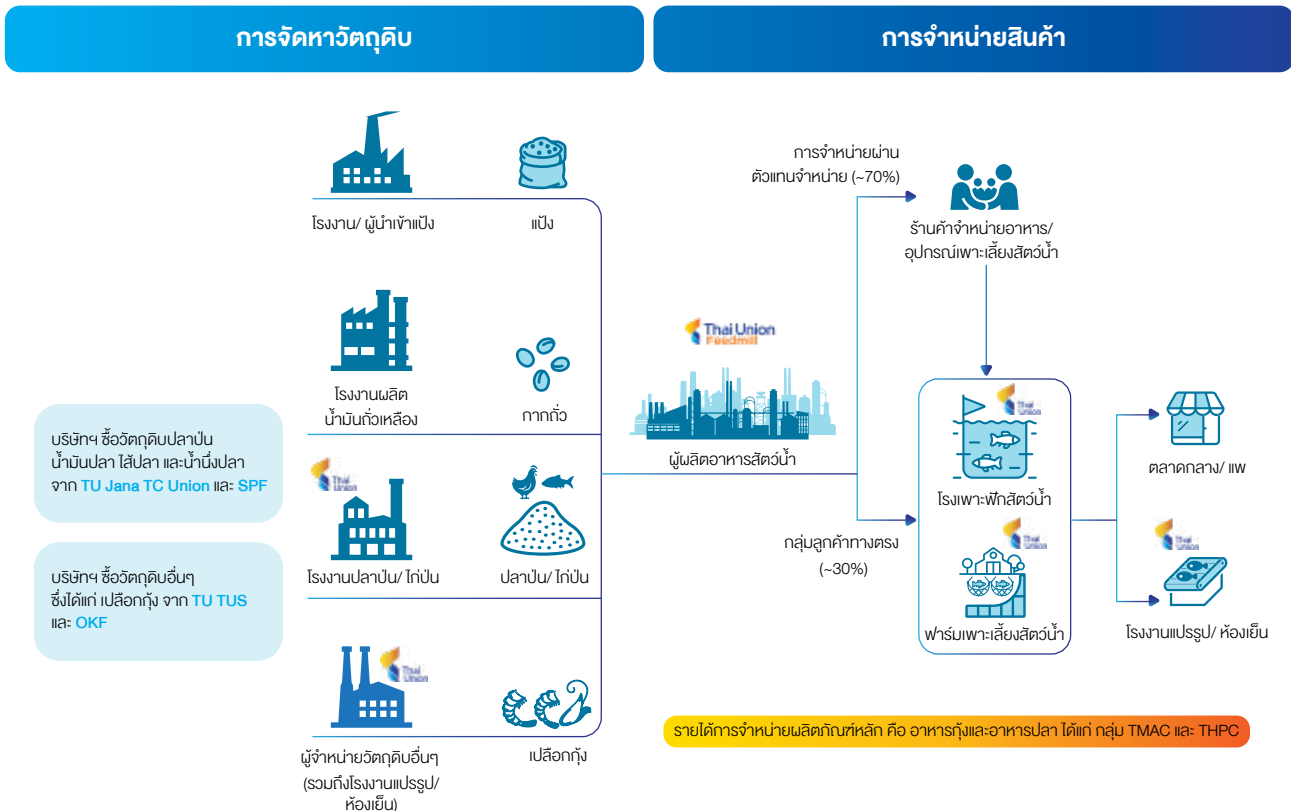 การจัดหาวัตถุดิบ
การจำหน่ายสินค้า
โรงงาน/ ผู้นำเข้าแป้ง
แป้ง
โรงงานผลิต
น้ำมันถั่วเหลือง
กากถั่ว
บริษัทฯ ซื้อวัตถุดิบปลาป่น
น้ำมันปลา ไส้ปลา และน้ำนึ่งปลา
จาก TU Jana TC Union และ SPF
บริษัทฯ ซื้อวัตถุดิบอื่นๆ
ซึ่งได้แก่ เปลือกกุ้ง จาก TU TUS
และ OKF
Thai
Union
โรงงานปลาป่น/ ไก่ป่น
ปลาป่น/ ไก่ป่น
Thai
Union
ผู้จำหน่ายวัตถุดิบอื่นๆ
(รวมถึงโรงงานแปรรูป/
ห้องเย็น)
เปลือกกุ้ง
Thai Union
Feedmill
ผู้ผลิตอาหารสัตว์น้ำ
การจำหน่ายผ่าน
ตัวแทนจำหน่าย (~70%)
ร้านค้าจำหน่ายอาหาร/
อุปกรณ์เพาะเลี้ยงสัตว์น้ำ
กลุ่มลูกค้าทางตรง
(~30%)
Thai
Union
โรงเพาะฟักสัตว์น้ำ
Thai
Union
ฟาร์มเพาะเลี้ยงสัตว์น้ำ
ตลาดกลาง/ แพ
Thai
Union
โรงงานแปรรูป/ ห้องเย็น
รายได้การจำหน่ายผลิตภัณฑ์หลัก คือ อาหารกุ้งและอาหารปลา ได้แก่ กลุ่ม TMAC และ THPC